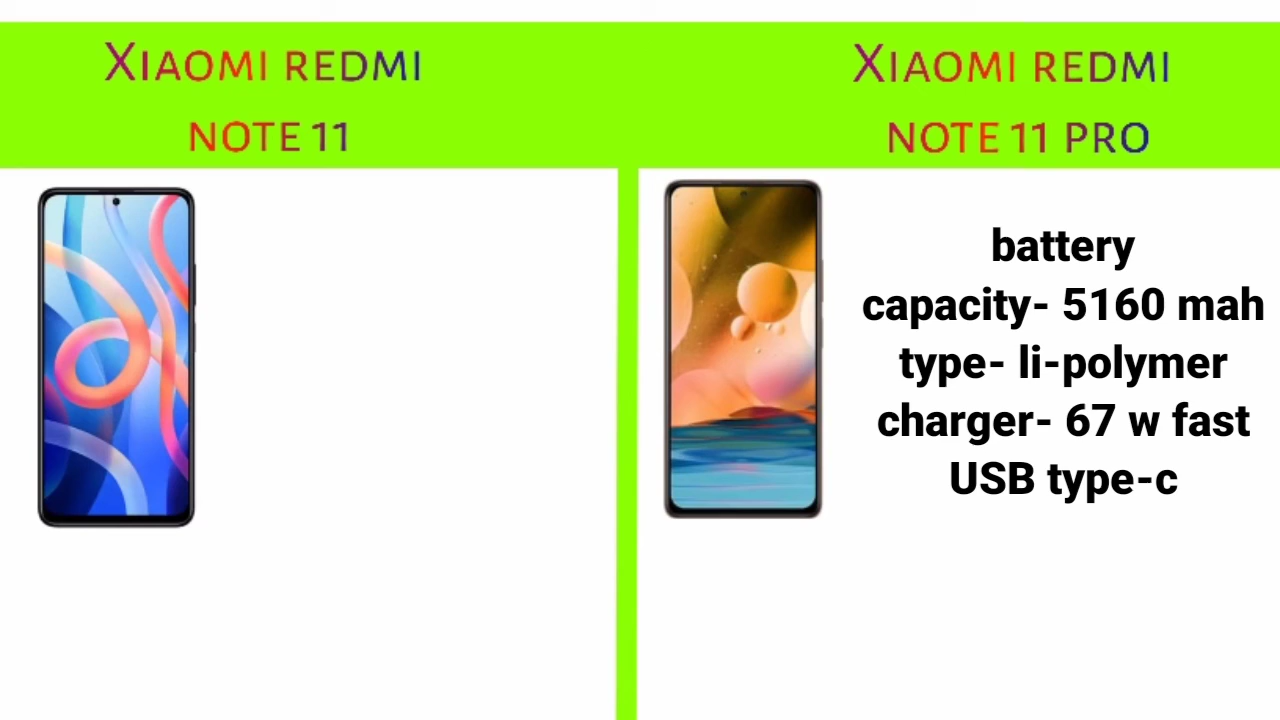 Xiaomi redmi
note 11
Xiaomi redmi
note 11 pro
battery
capacity- 5160 mah
type- li-polymer
charger- 67 w fast
USB type-c